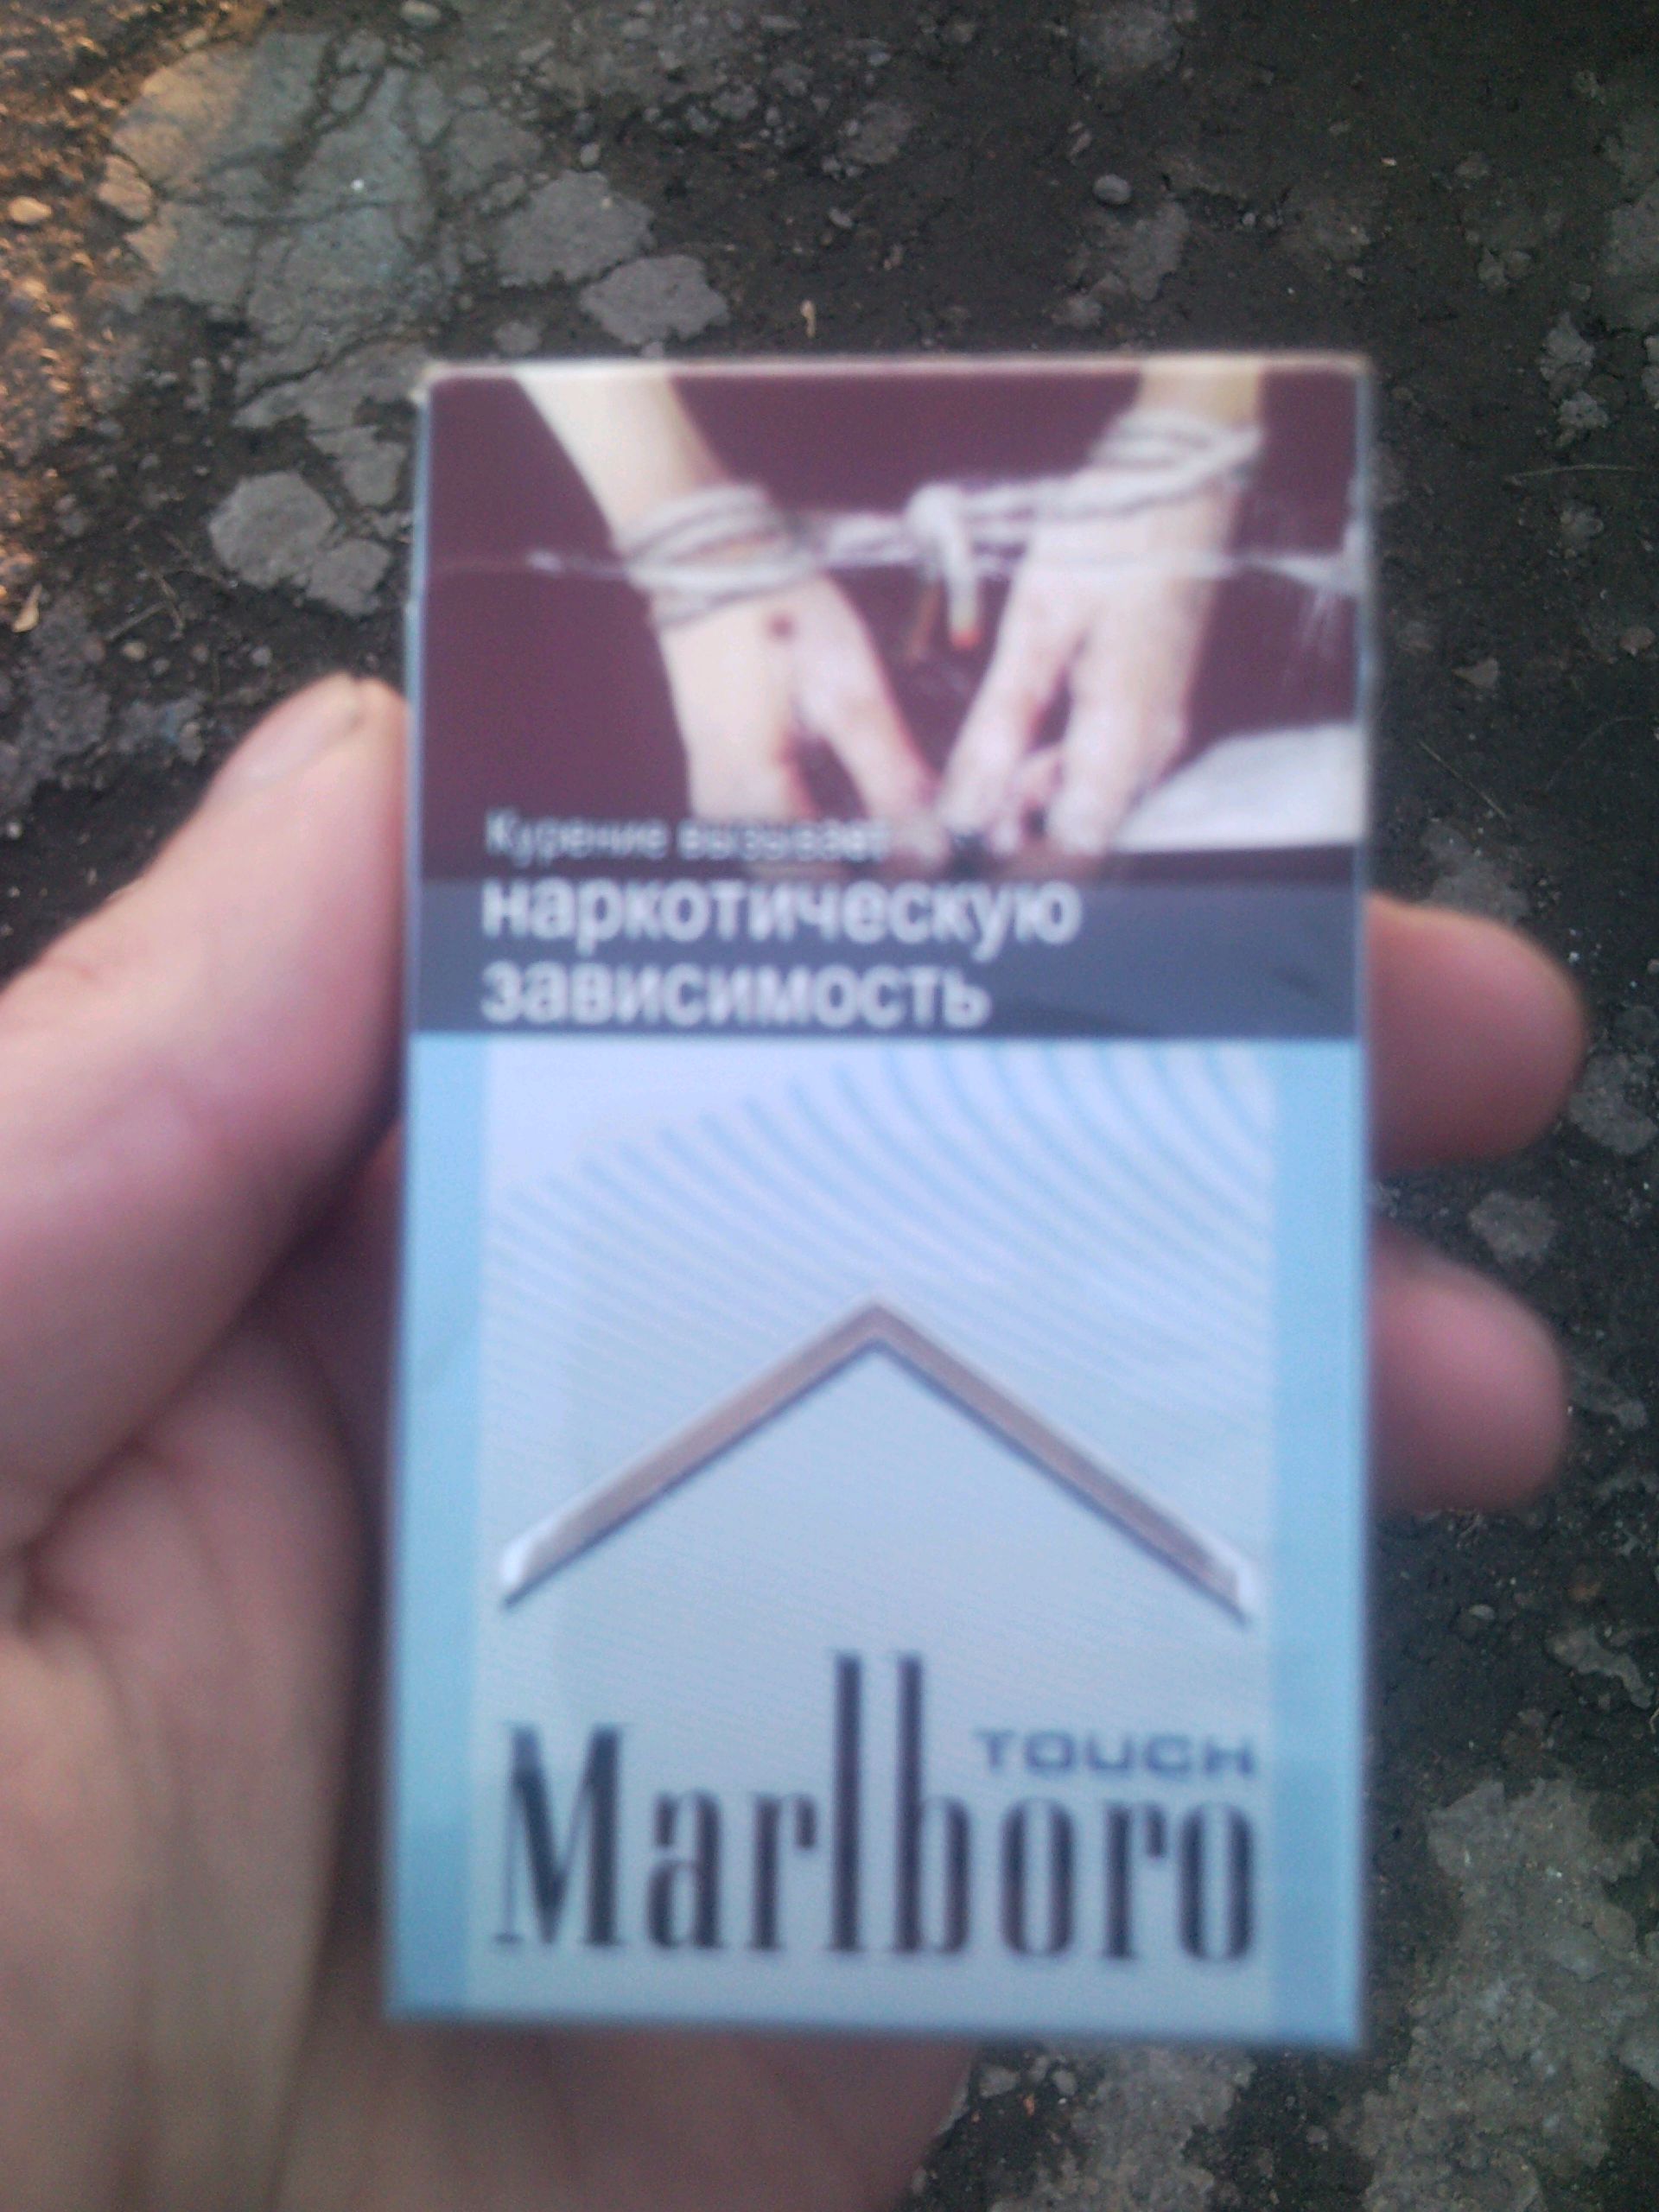 Курение вызывает
наркотическую
зависимость
TOUCH
Marlboro